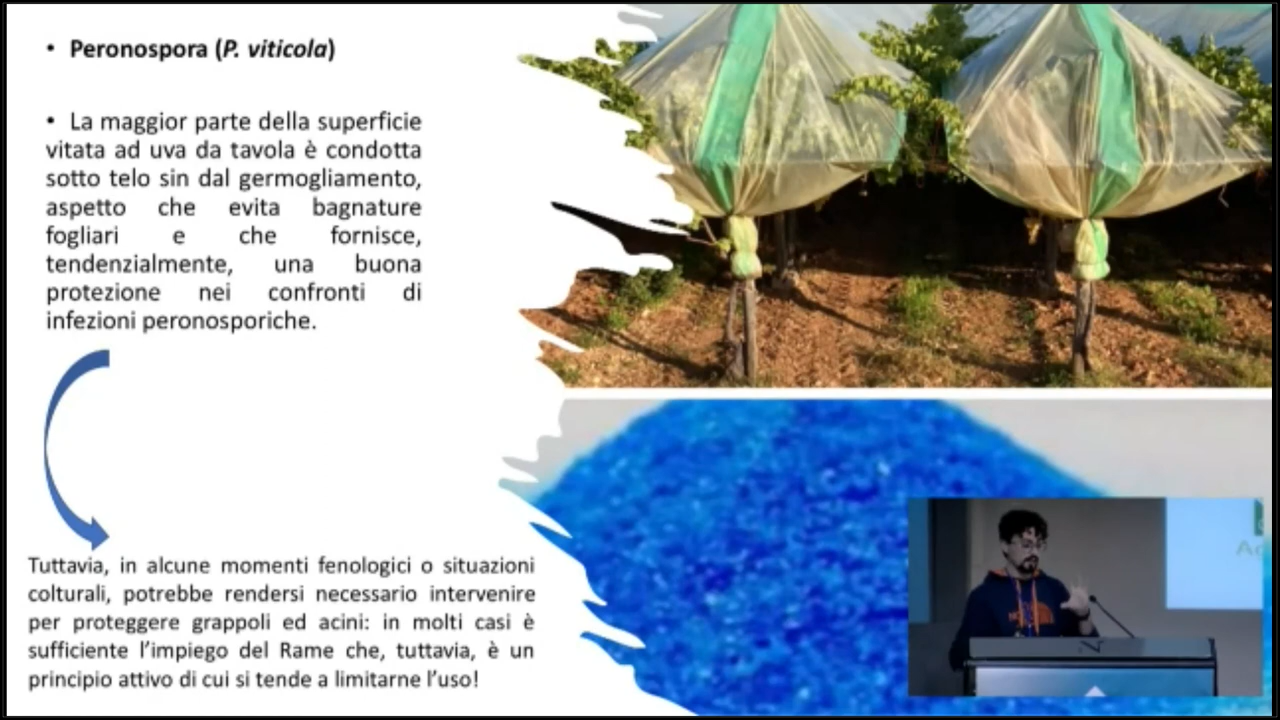 • Peronospora (P. viticola)
• La maggior parte della superficie
vitata ad uva da tavola è condotta
sotto telo sin dal germogliamento,
aspetto che evita bagnature
fogliari e che fornisce,
tendenzialmente, una buona
protezione nei confronti di
infezioni peronosporiche.
Tuttavia, in alcune momenti fenologici o situazioni
colturali, potrebbe rendersi necessario intervenire
per proteggere grappoli ed acini: in molti casi è
sufficiente l'impiego del Rame che, tuttavia, è un
principio attivo di cui si tende a limitarne l'uso!